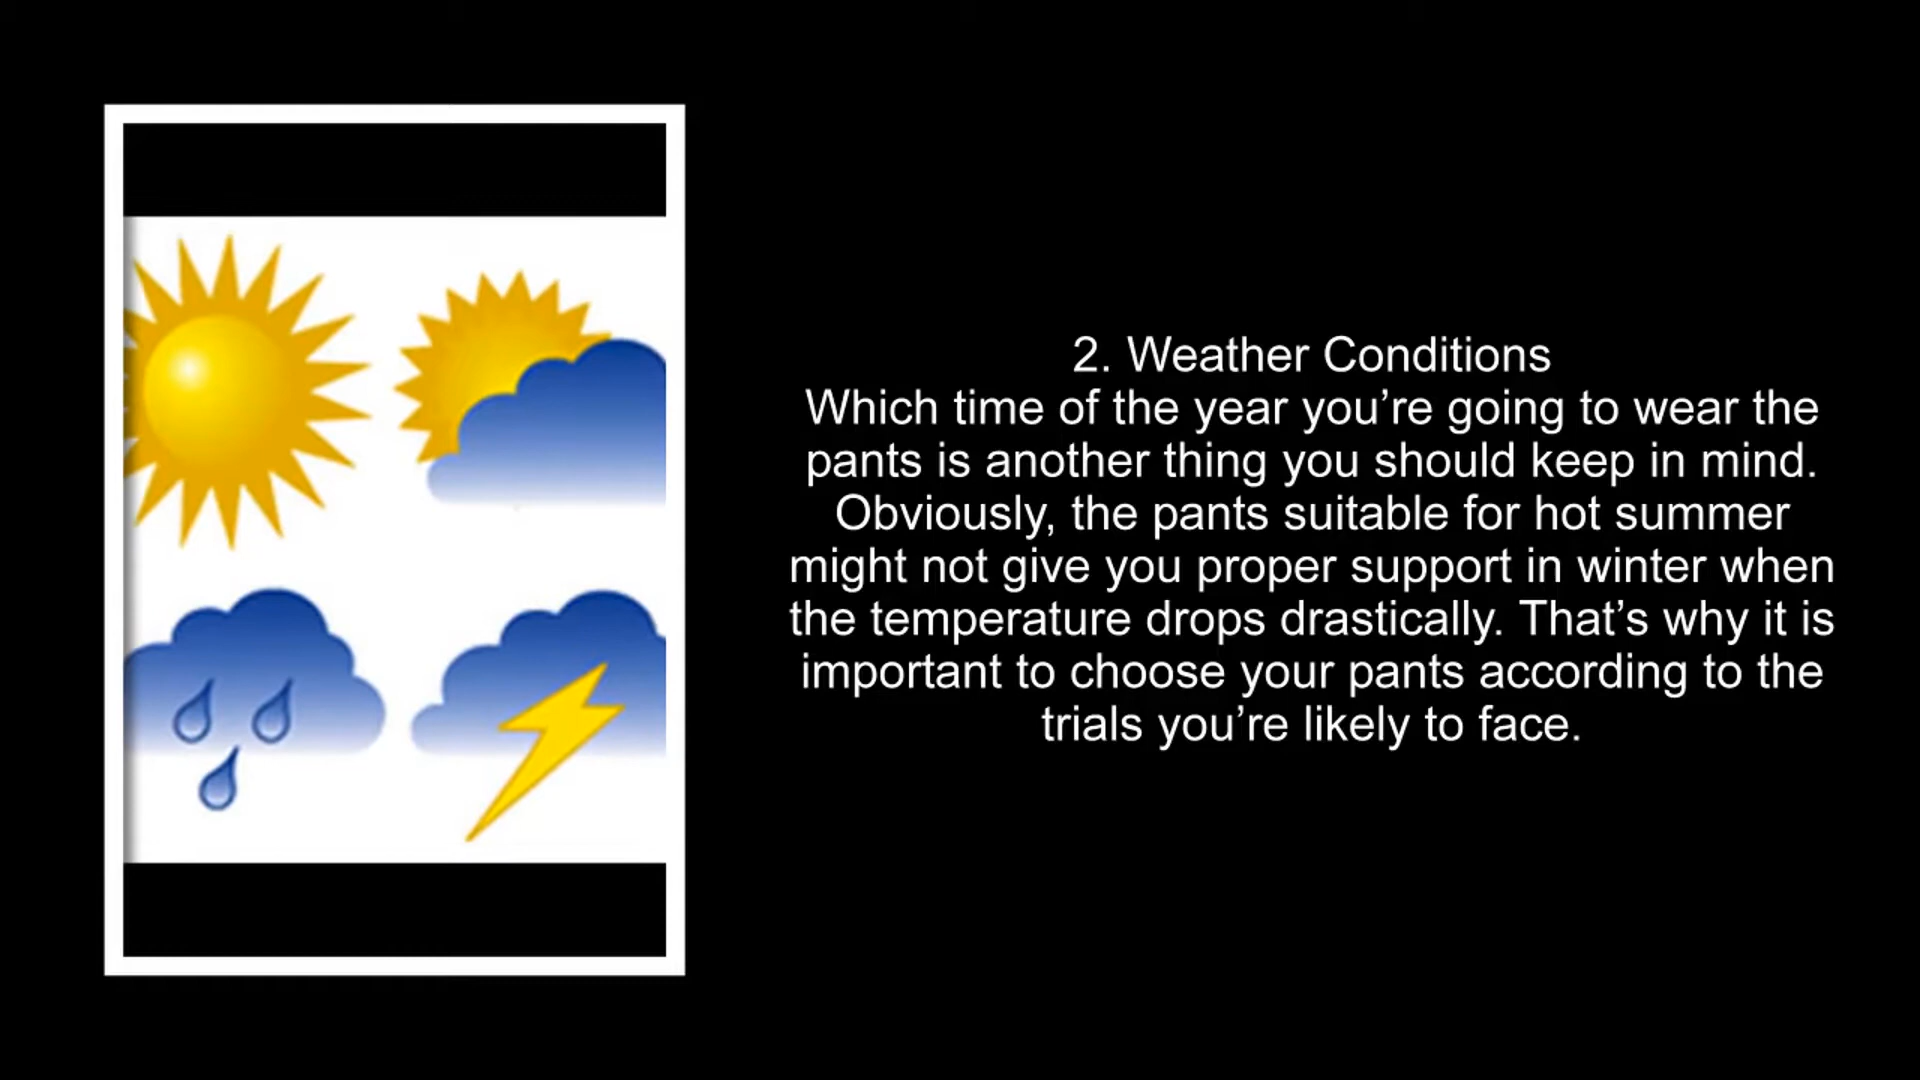 2. Weather Conditions
Which time of the year you’re going to wear the
pants is another thing you should keep in mind.
Obviously, the pants suitable for hot summer
might not give you proper support in winter when
the temperature drops drastically. That’s why it is
important to choose your pants according to the
trials you’re likely to face.